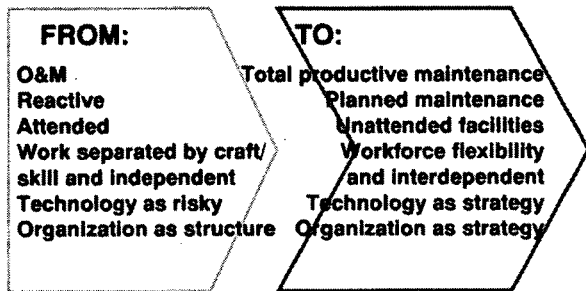 FROM:
O&M
Reactive
Attended
Work separated by craft/
skill and independent
Technology as risky
Organization as structure
TO:
Total productive maintenance
Planned maintenance
Unattended facilities
Workforce flexibility
and interdependent
Technology as strategy
Organization as strategy